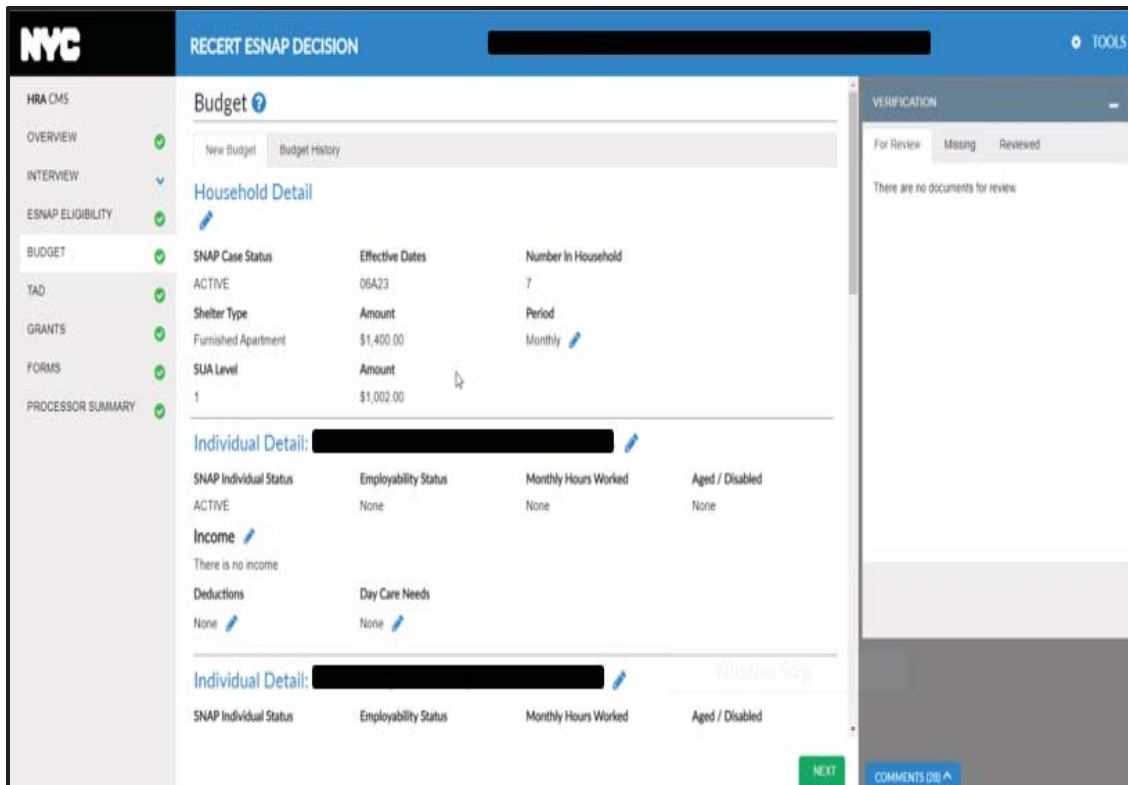 NYC
RECERT ESNAP DECISION
TOOLS
HRA CMS
OVERVIEW
INTERVIEW
ESNAP ELIGIBILITY
BUDGET
TAD
GRANTS
FORMS
PROCESSOR SUMMARY
Budget ?
New Budget Budget History
Household Detail
SNAP Case Status Effective Dates Number In Household
ACTIVE 06A23 7
Shelter Type Amount Period
Furnished Apartment $1,400.00 Monthly
SUA Level Amount
1 $1,002.00
Individual Detail:
SNAP Individual Status Employability Status Monthly Hours Worked Aged / Disabled
ACTIVE None None None
Income
There is no income
Deductions Day Care Needs
None None
Individual Detail:
SNAP Individual Status Employability Status Monthly Hours Worked Aged / Disabled
NEXT
VERIFICATION
For Review Missing Reviewed
There are no documents for review
Window Snip
COMMENTS (28)